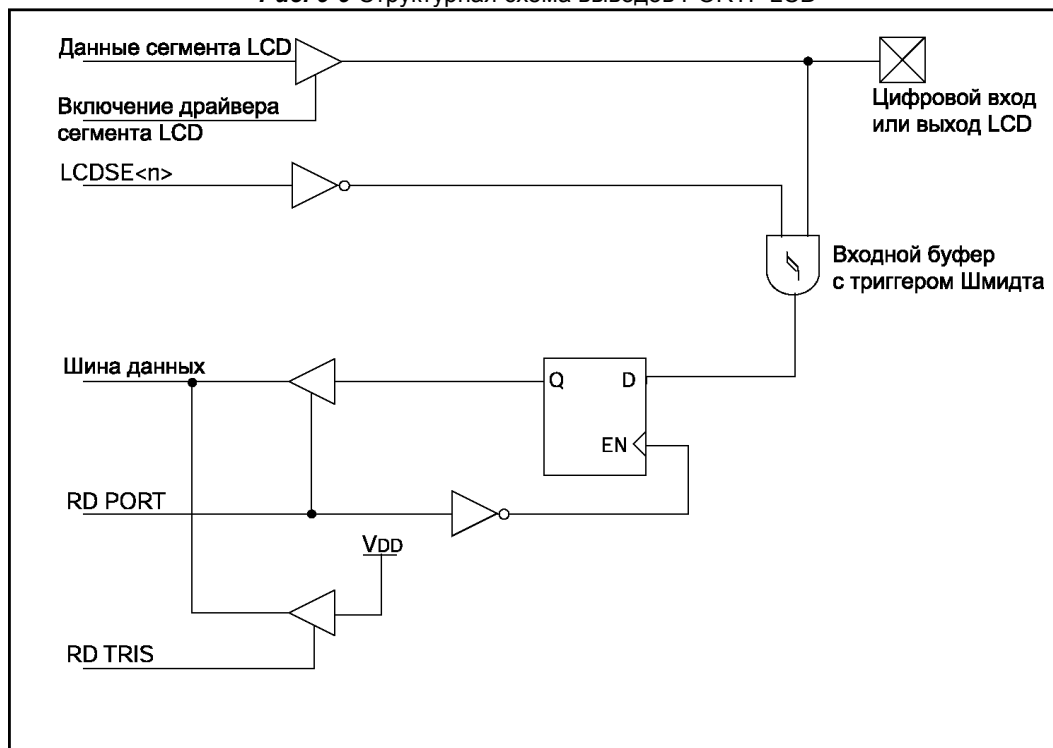 Данные сегмента LCD
Включение драйвера
сегмента LCD
LCDSE<n>
Цифровой вход
или выход LCD
Входной буфер
с триггером Шмидта
Шина данных
Q D
EN
RD PORT
VDD
RD TRIS